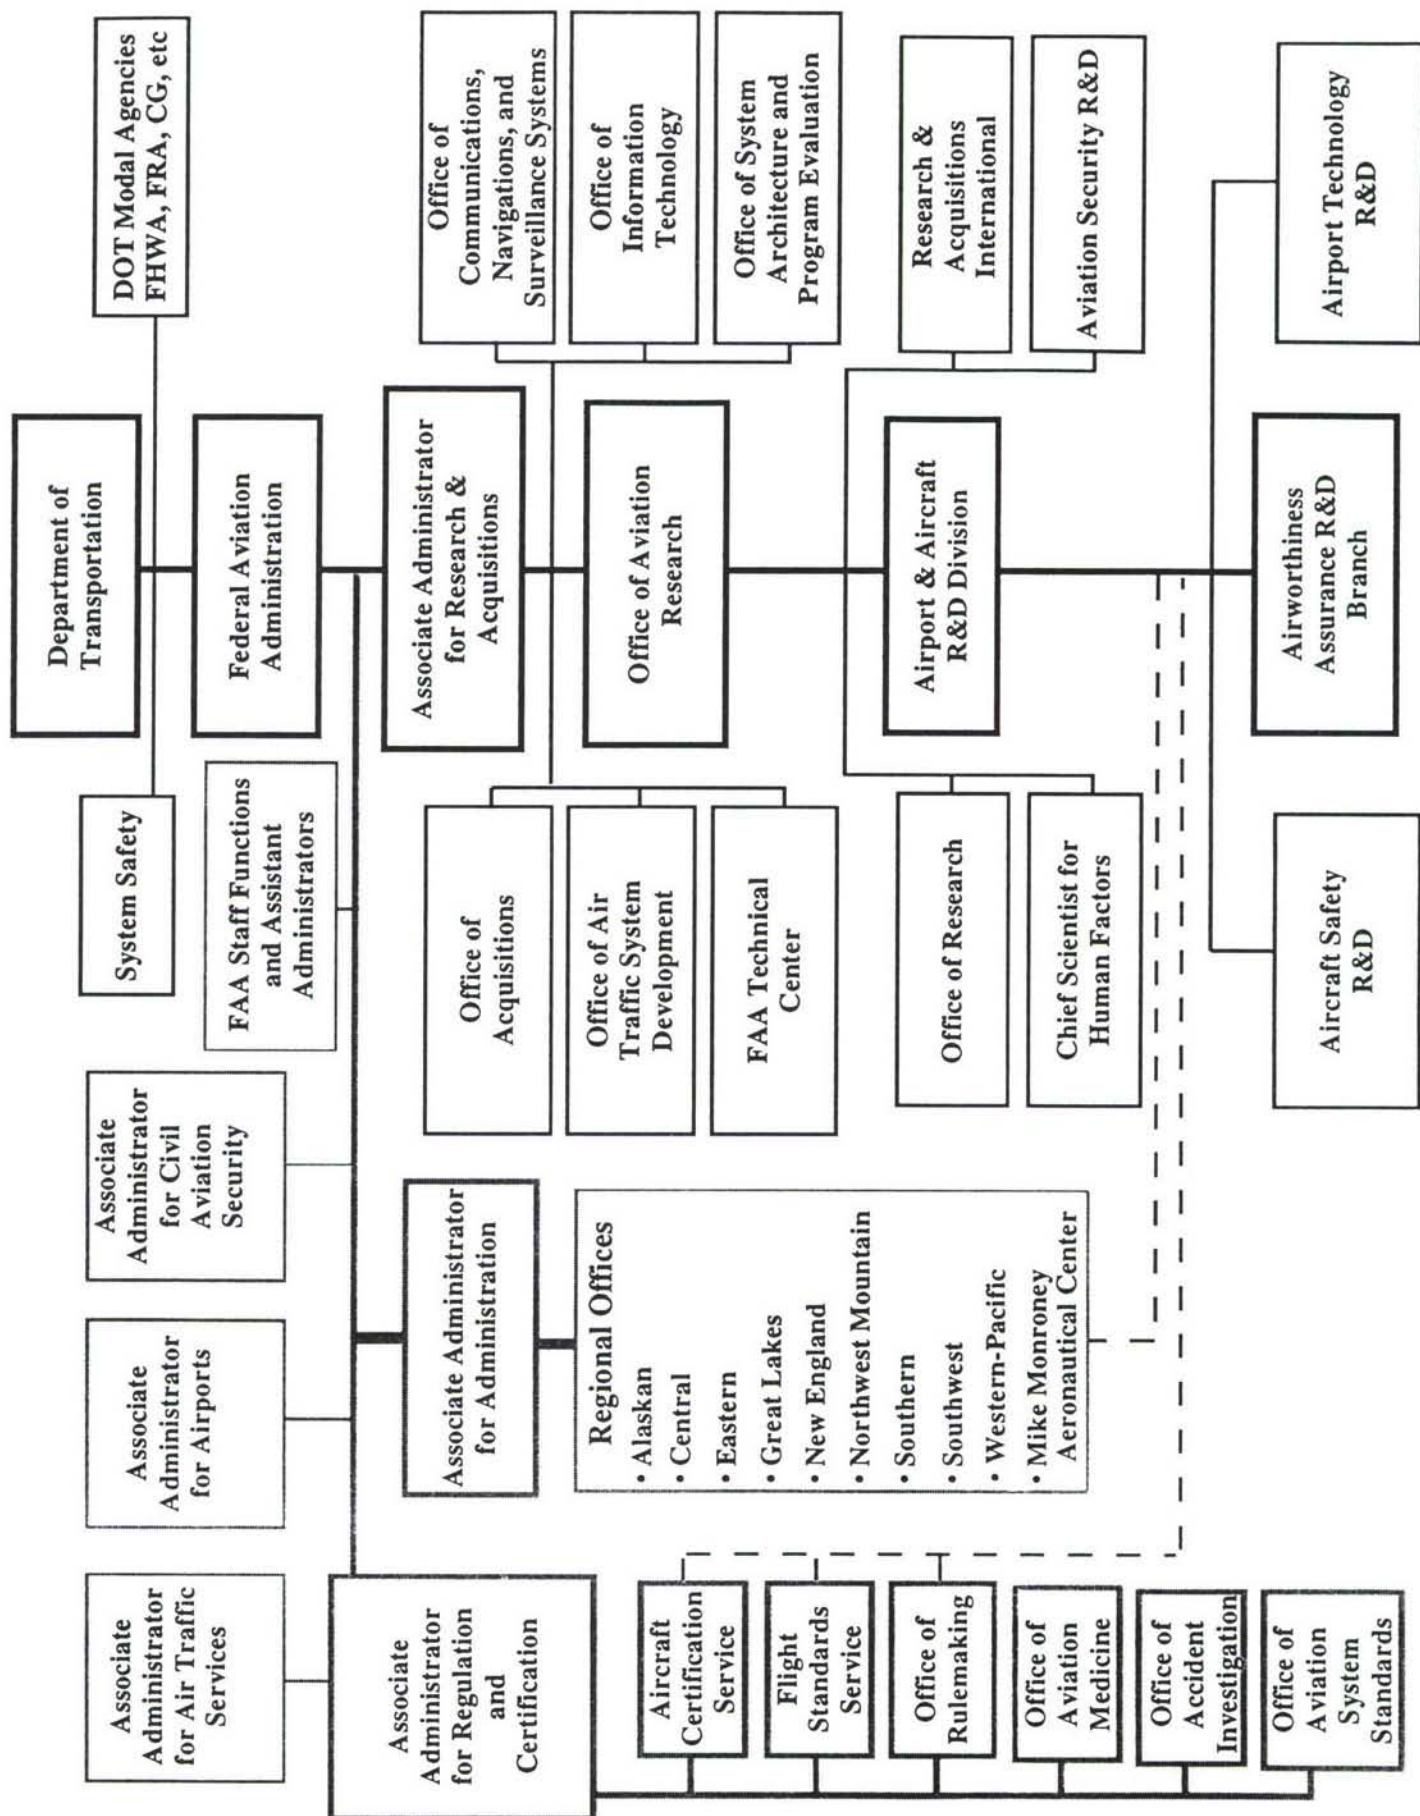 Department of
Transportation
DOT Modal Agencies
FHWA, FRA, CG, etc
System Safety
Federal Aviation
Administration
FAA Staff Functions
and Assistant
Administrators
Associate
Administrator
for Civil
Aviation
Security
Associate
Administrator
for Airports
Associate
Administrator
for Air Traffic
Services
Associate Administrator
for Research &
Acquisitions
Associate Administrator
for Administration
Associate
Administrator
for Regulation
and
Certification
Office of
Communications,
Navigations, and
Surveillance Systems
Office of
Information
Technology
Office of System
Architecture and
Program Evaluation
Office of
Acquisitions
Office of Air
Traffic System
Development
FAA Technical
Center
Office of Aviation
Research
Regional Offices
• Alaskan
• Central
• Eastern
• Great Lakes
• New England
• Northwest Mountain
• Southern
• Southwest
• Western-Pacific
• Mike Monroney
Aeronautical Center
Aircraft
Certification
Service
Flight
Standards
Service
Office of
Rulemaking
Office of
Aviation
Medicine
Office of
Accident
Investigation
Office of
Aviation
System
Standards
Research &
Acquisitions
International
Aviation Security R&D
Airport & Aircraft
R&D Division
Office of Research
Chief Scientist for
Human Factors
Airport Technology
R&D
Airworthiness
Assurance R&D
Branch
Aircraft Safety
R&D